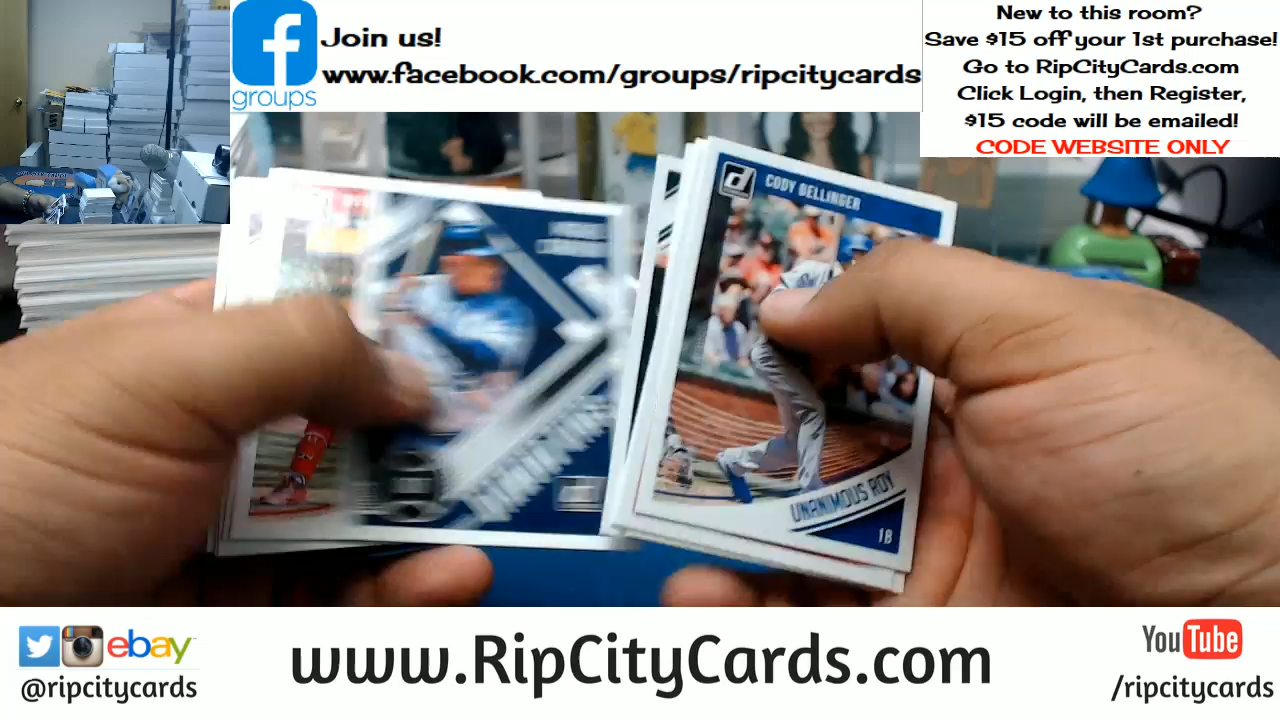 f
groups
Join us!
www.facebook.com/groups/ripcitycards
New to this room?
Save $15 off your 1st purchase!
Go to RipCityCards.com
Click Login, then Register,
$15 code will be emailed!
CODE WEBSITE ONLY
CODY BELLINGER
UNANIMOUS ROY
1B
ebay
@ripcitycards
www.RipCityCards.com
YouTube
/ripcitycards